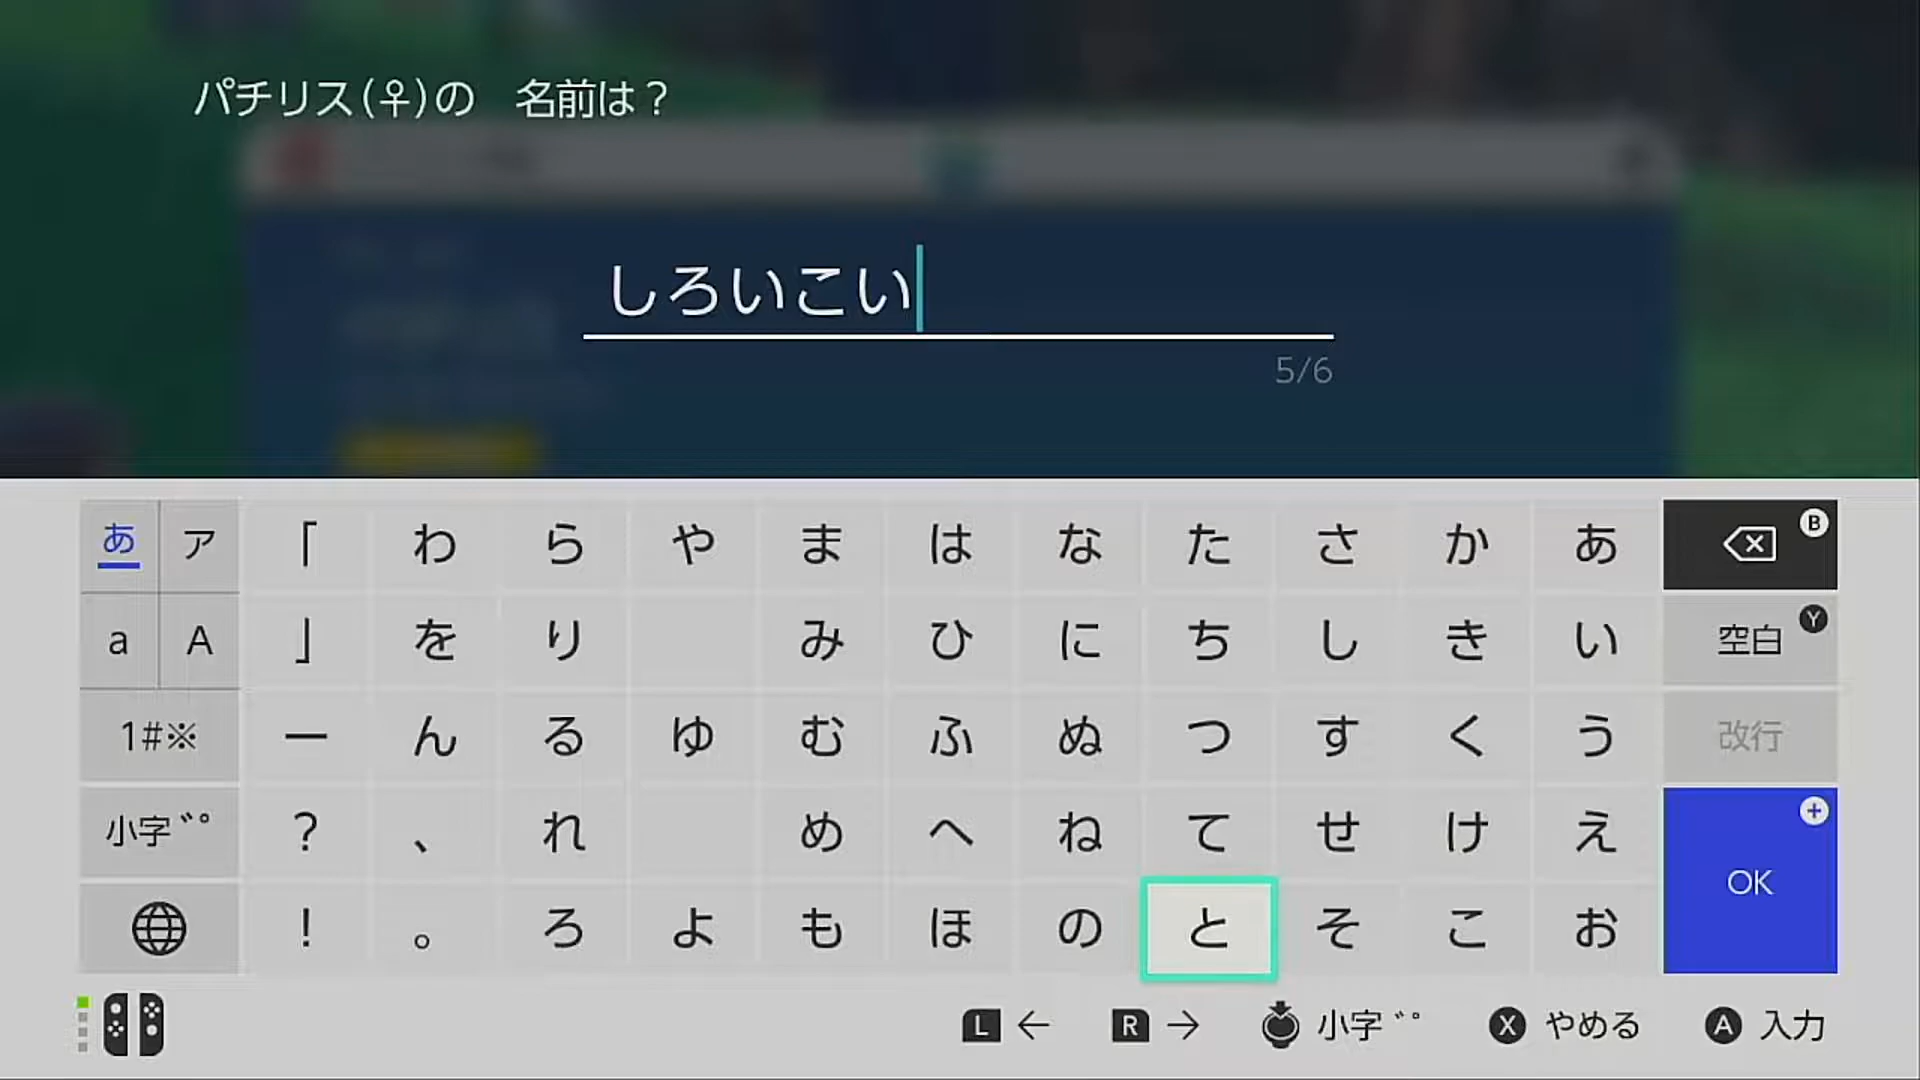 パチリス(♀)の　名前は？
しろいこい
5/6
あ ア 「 わ ら や ま は な た さ か あ B
a A 」 を り み ひ に ち し き い 空白 Y
1#※ ー ん る ゆ む ふ ぬ つ す く う 改行
小字゛゜ ? 、 れ め へ ね て せ け え +
! 。 ろ よ も ほ の と そ こ お OK
L ← R → 小字゛゜ X やめる A 入力